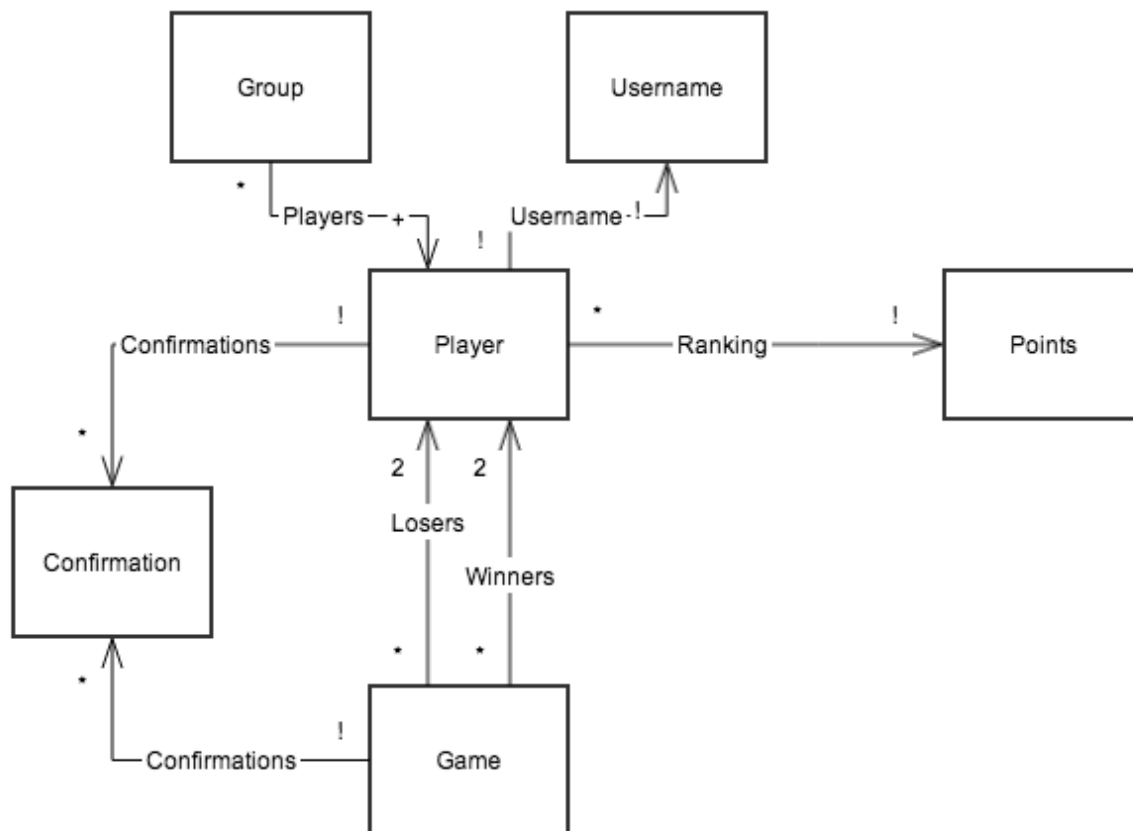 Group
Username
*
Players
+
Username
!
!
!
Confirmations
Player
*
Ranking
!
Points
*
2
2
Losers
Confirmation
Winners
*
*
*
!
Confirmations
Game